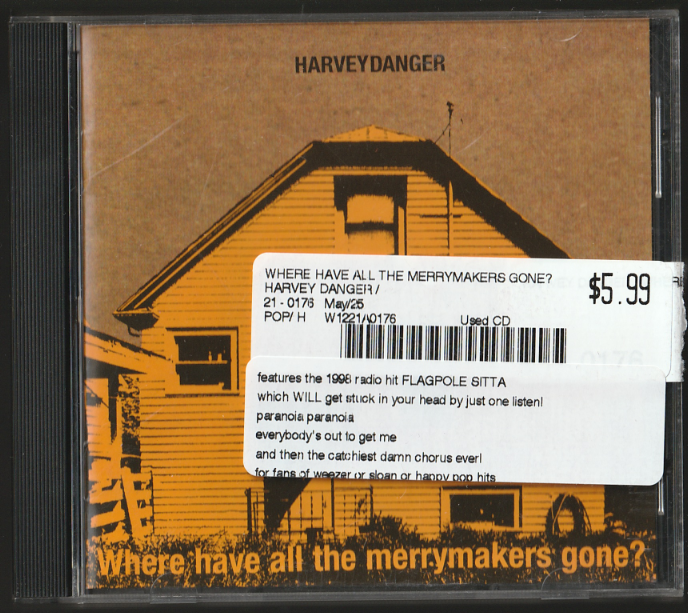 HARVEYDANGER
WHERE HAVE ALL THE MERRYMAKERS GONE?
HARVEY DANGER /
$5.99
21 - 0176 May/25
POP/ H W1221/\0176 Used CD
features the 1998 radio hit FLAGPOLE SITTA
which WILL get stuck in your head by just one listen!
paranoia paranoia
everybody's out to get me
and then the catchiest damn chorus ever!
for fans of weezer or sloan or happy pop hits
Where have all the merrymakers gone?